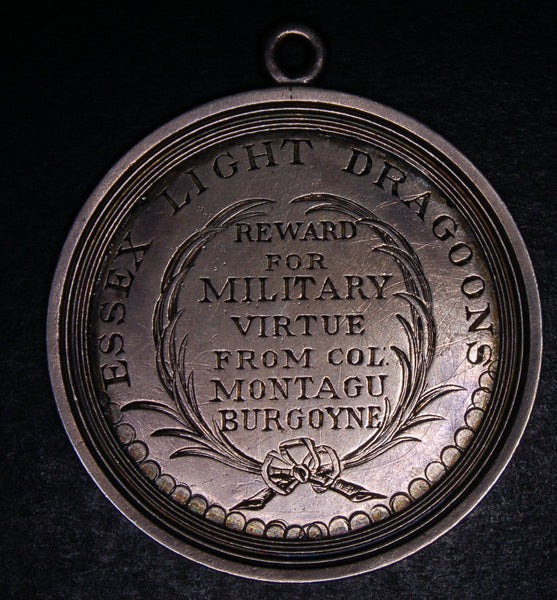 ESSEX LIGHT DRAGOONS
REWARD
FOR
MILITARY
VIRTUE
FROM COL:
MONTAGU
BURGOYNE